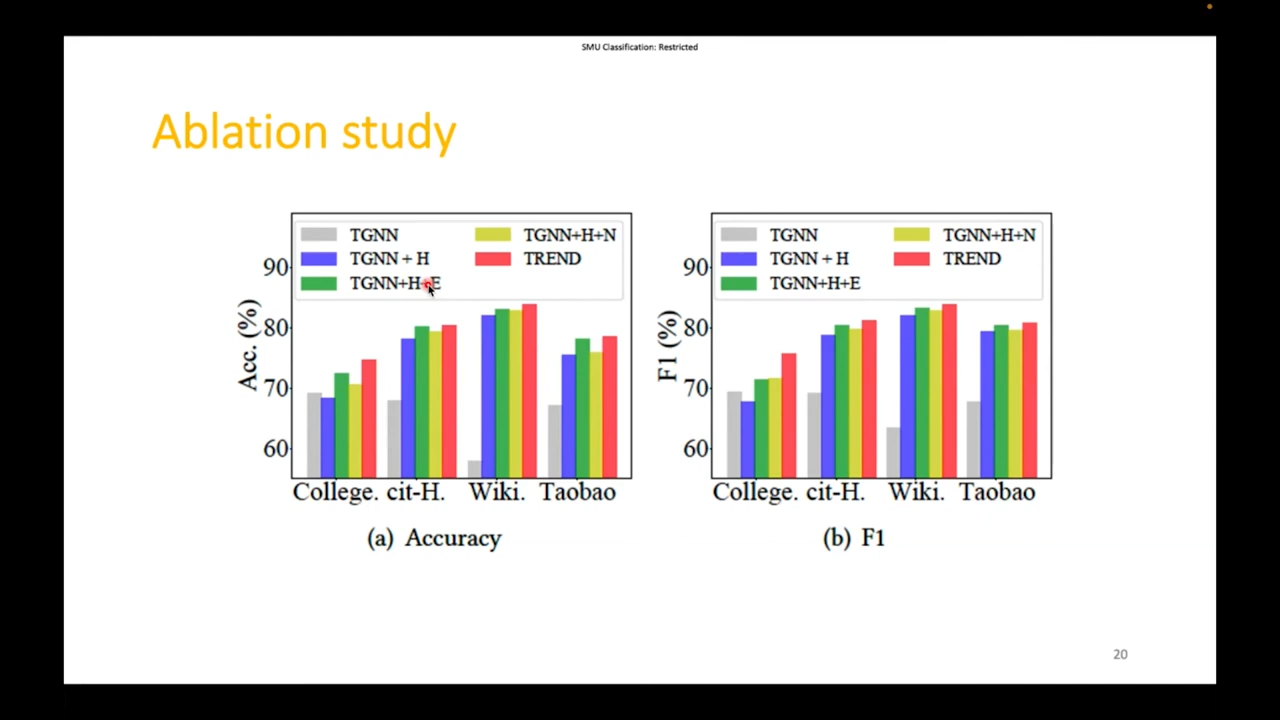 SMU Classification: Restricted
Ablation study
TGNN
TGNN + H
TGNN+H+E
TGNN+H+N
TREND
90
80
70
60
Acc. (%)
College. cit-H. Wiki. Taobao
(a) Accuracy
TGNN
TGNN + H
TGNN+H+E
TGNN+H+N
TREND
90
80
70
60
F1 (%)
College. cit-H. Wiki. Taobao
(b) F1
20